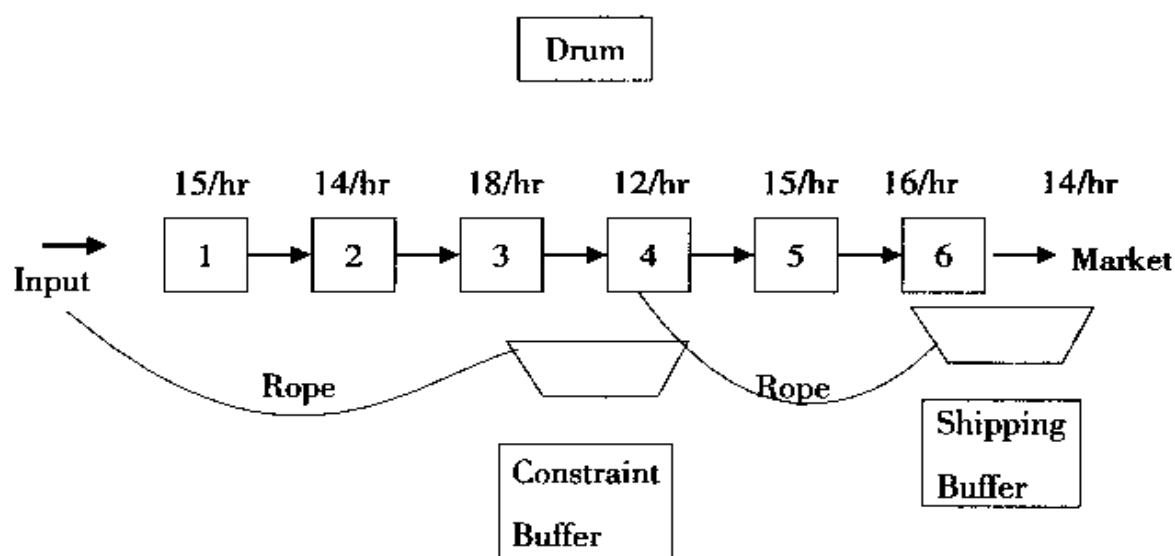 Drum
15/hr 14/hr 18/hr 12/hr 15/hr 16/hr 14/hr
1 2 3 4 5 6 Market
Input
Rope Rope
Shipping
Buffer
Constraint
Buffer